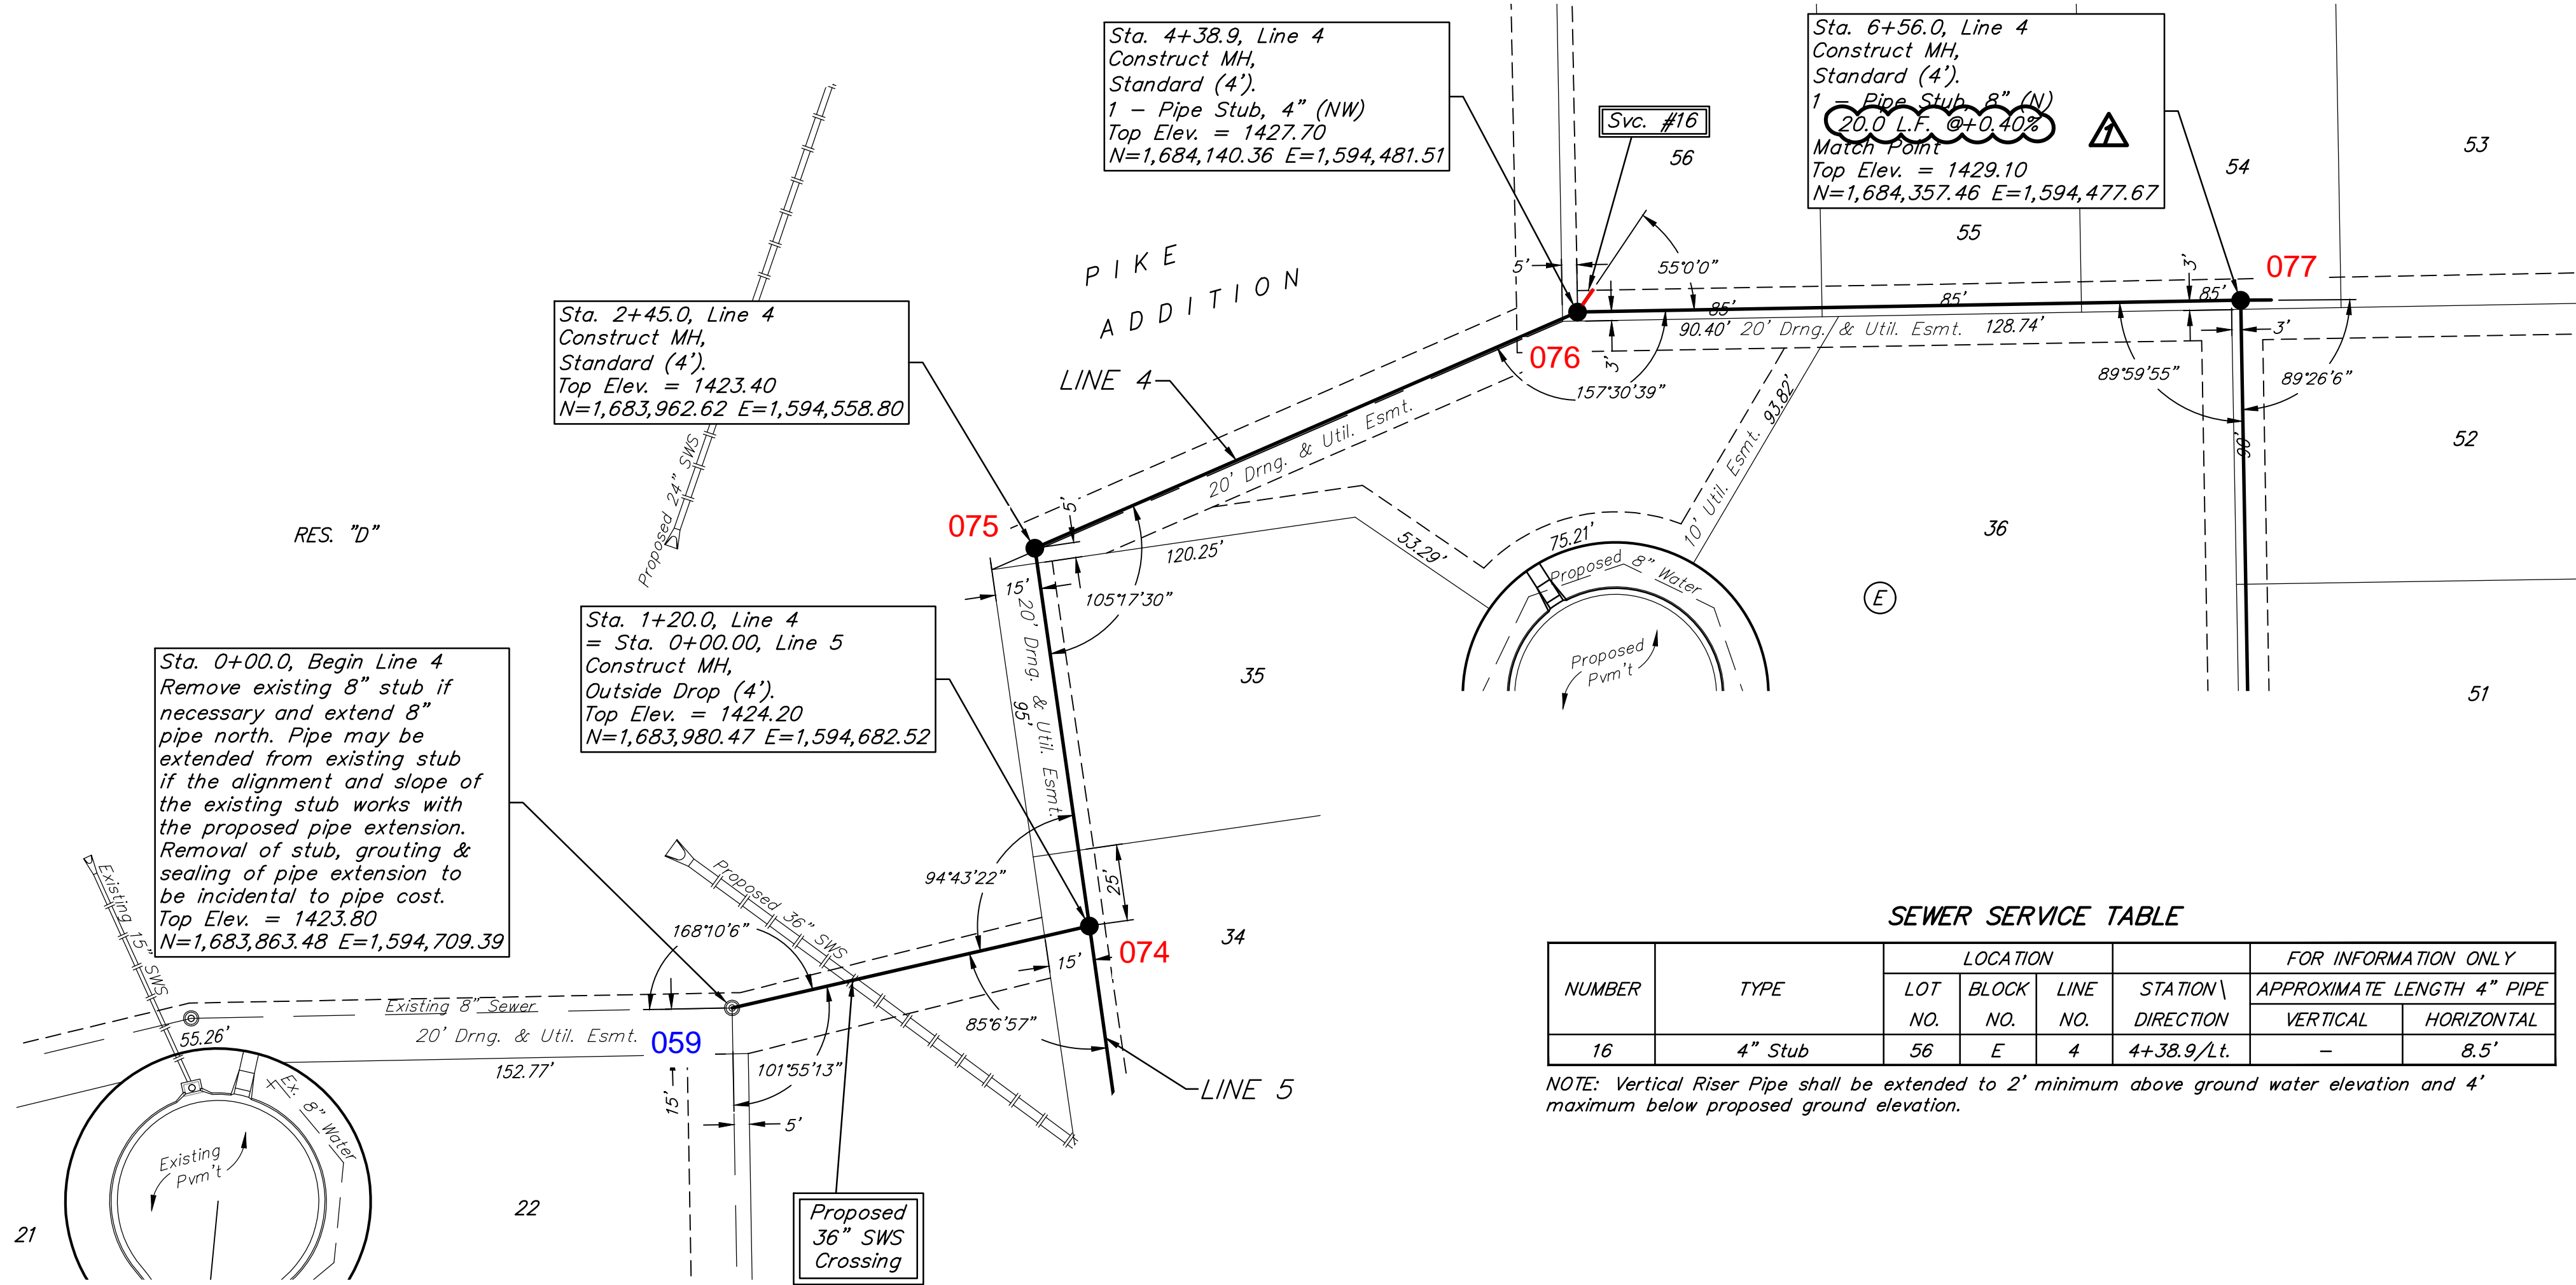 Sta. 4+38.9, Line 4
Construct MH,
Standard (4').
1 – Pipe Stub, 4" (NW)
Top Elev. = 1427.70
N=1,684,140.36 E=1,594,481.51
Sta. 6+56.0, Line 4
Construct MH,
Standard (4').
1 – Pipe Stub, 8" (N)
20.0 L.F. @+0.40%
1
Match Point
Top Elev. = 1429.10
N=1,684,357.46 E=1,594,477.67
Svc. #16
56
54
53
55
PIKE
ADDITION
LINE 4
Sta. 2+45.0, Line 4
Construct MH,
Standard (4').
Top Elev. = 1423.40
N=1,683,962.62 E=1,594,558.80
Proposed 24" SWS
RES. "D"
5'
55°0'0"
3'
077
85'
85'
85'
90.40'
20' Drng. & Util. Esmt.
128.74'
3'
076
3'
157°30'39"
89°59'55"
89°26'6"
90'
52
20' Drng. & Util. Esmt.
10' Util. Esmt.
93.82'
075
5'
120.25'
53.29'
75.21'
36
15'
105°17'30"
Proposed 8" Water
E
Proposed
Pvm't
51
35
20' Drng. & Util. Esmt.
95'
Sta. 1+20.0, Line 4
= Sta. 0+00.00, Line 5
Construct MH,
Outside Drop (4').
Top Elev. = 1424.20
N=1,683,980.47 E=1,594,682.52
Sta. 0+00.0, Begin Line 4
Remove existing 8" stub if
necessary and extend 8"
pipe north. Pipe may be
extended from existing stub
if the alignment and slope of
the existing stub works with
the proposed pipe extension.
Removal of stub, grouting &
sealing of pipe extension to
be incidental to pipe cost.
Top Elev. = 1423.80
N=1,683,863.48 E=1,594,709.39
Existing 15" SWS
Proposed 36" SWS
94°43'22"
25'
168°10'6"
34
074
15'
85°6'57"
Existing 8" Sewer
20' Drng. & Util. Esmt.
059
55.26'
152.77'
101°55'13"
15'
5'
LINE 5
Ex. 8" Water
Existing
Pvm't
21
22
Proposed
36" SWS
Crossing
SEWER SERVICE TABLE
LOCATION FOR INFORMATION ONLY
NUMBER TYPE LOT BLOCK LINE STATION\ APPROXIMATE LENGTH 4" PIPE
NO. NO. NO. DIRECTION VERTICAL HORIZONTAL
16 4" Stub 56 E 4 4+38.9/Lt. – 8.5'
NOTE: Vertical Riser Pipe shall be extended to 2' minimum above ground water elevation and 4'
maximum below proposed ground elevation.